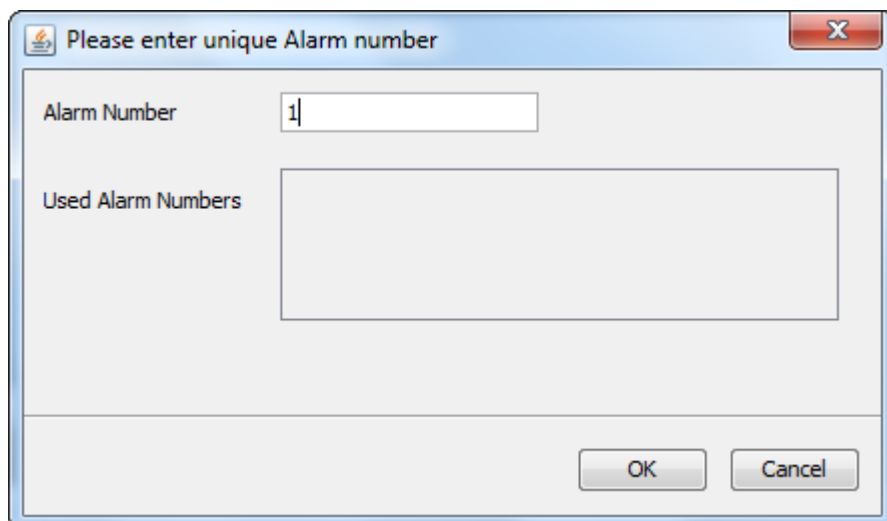 Please enter unique Alarm number
Alarm Number
1
Used Alarm Numbers
OK
Cancel